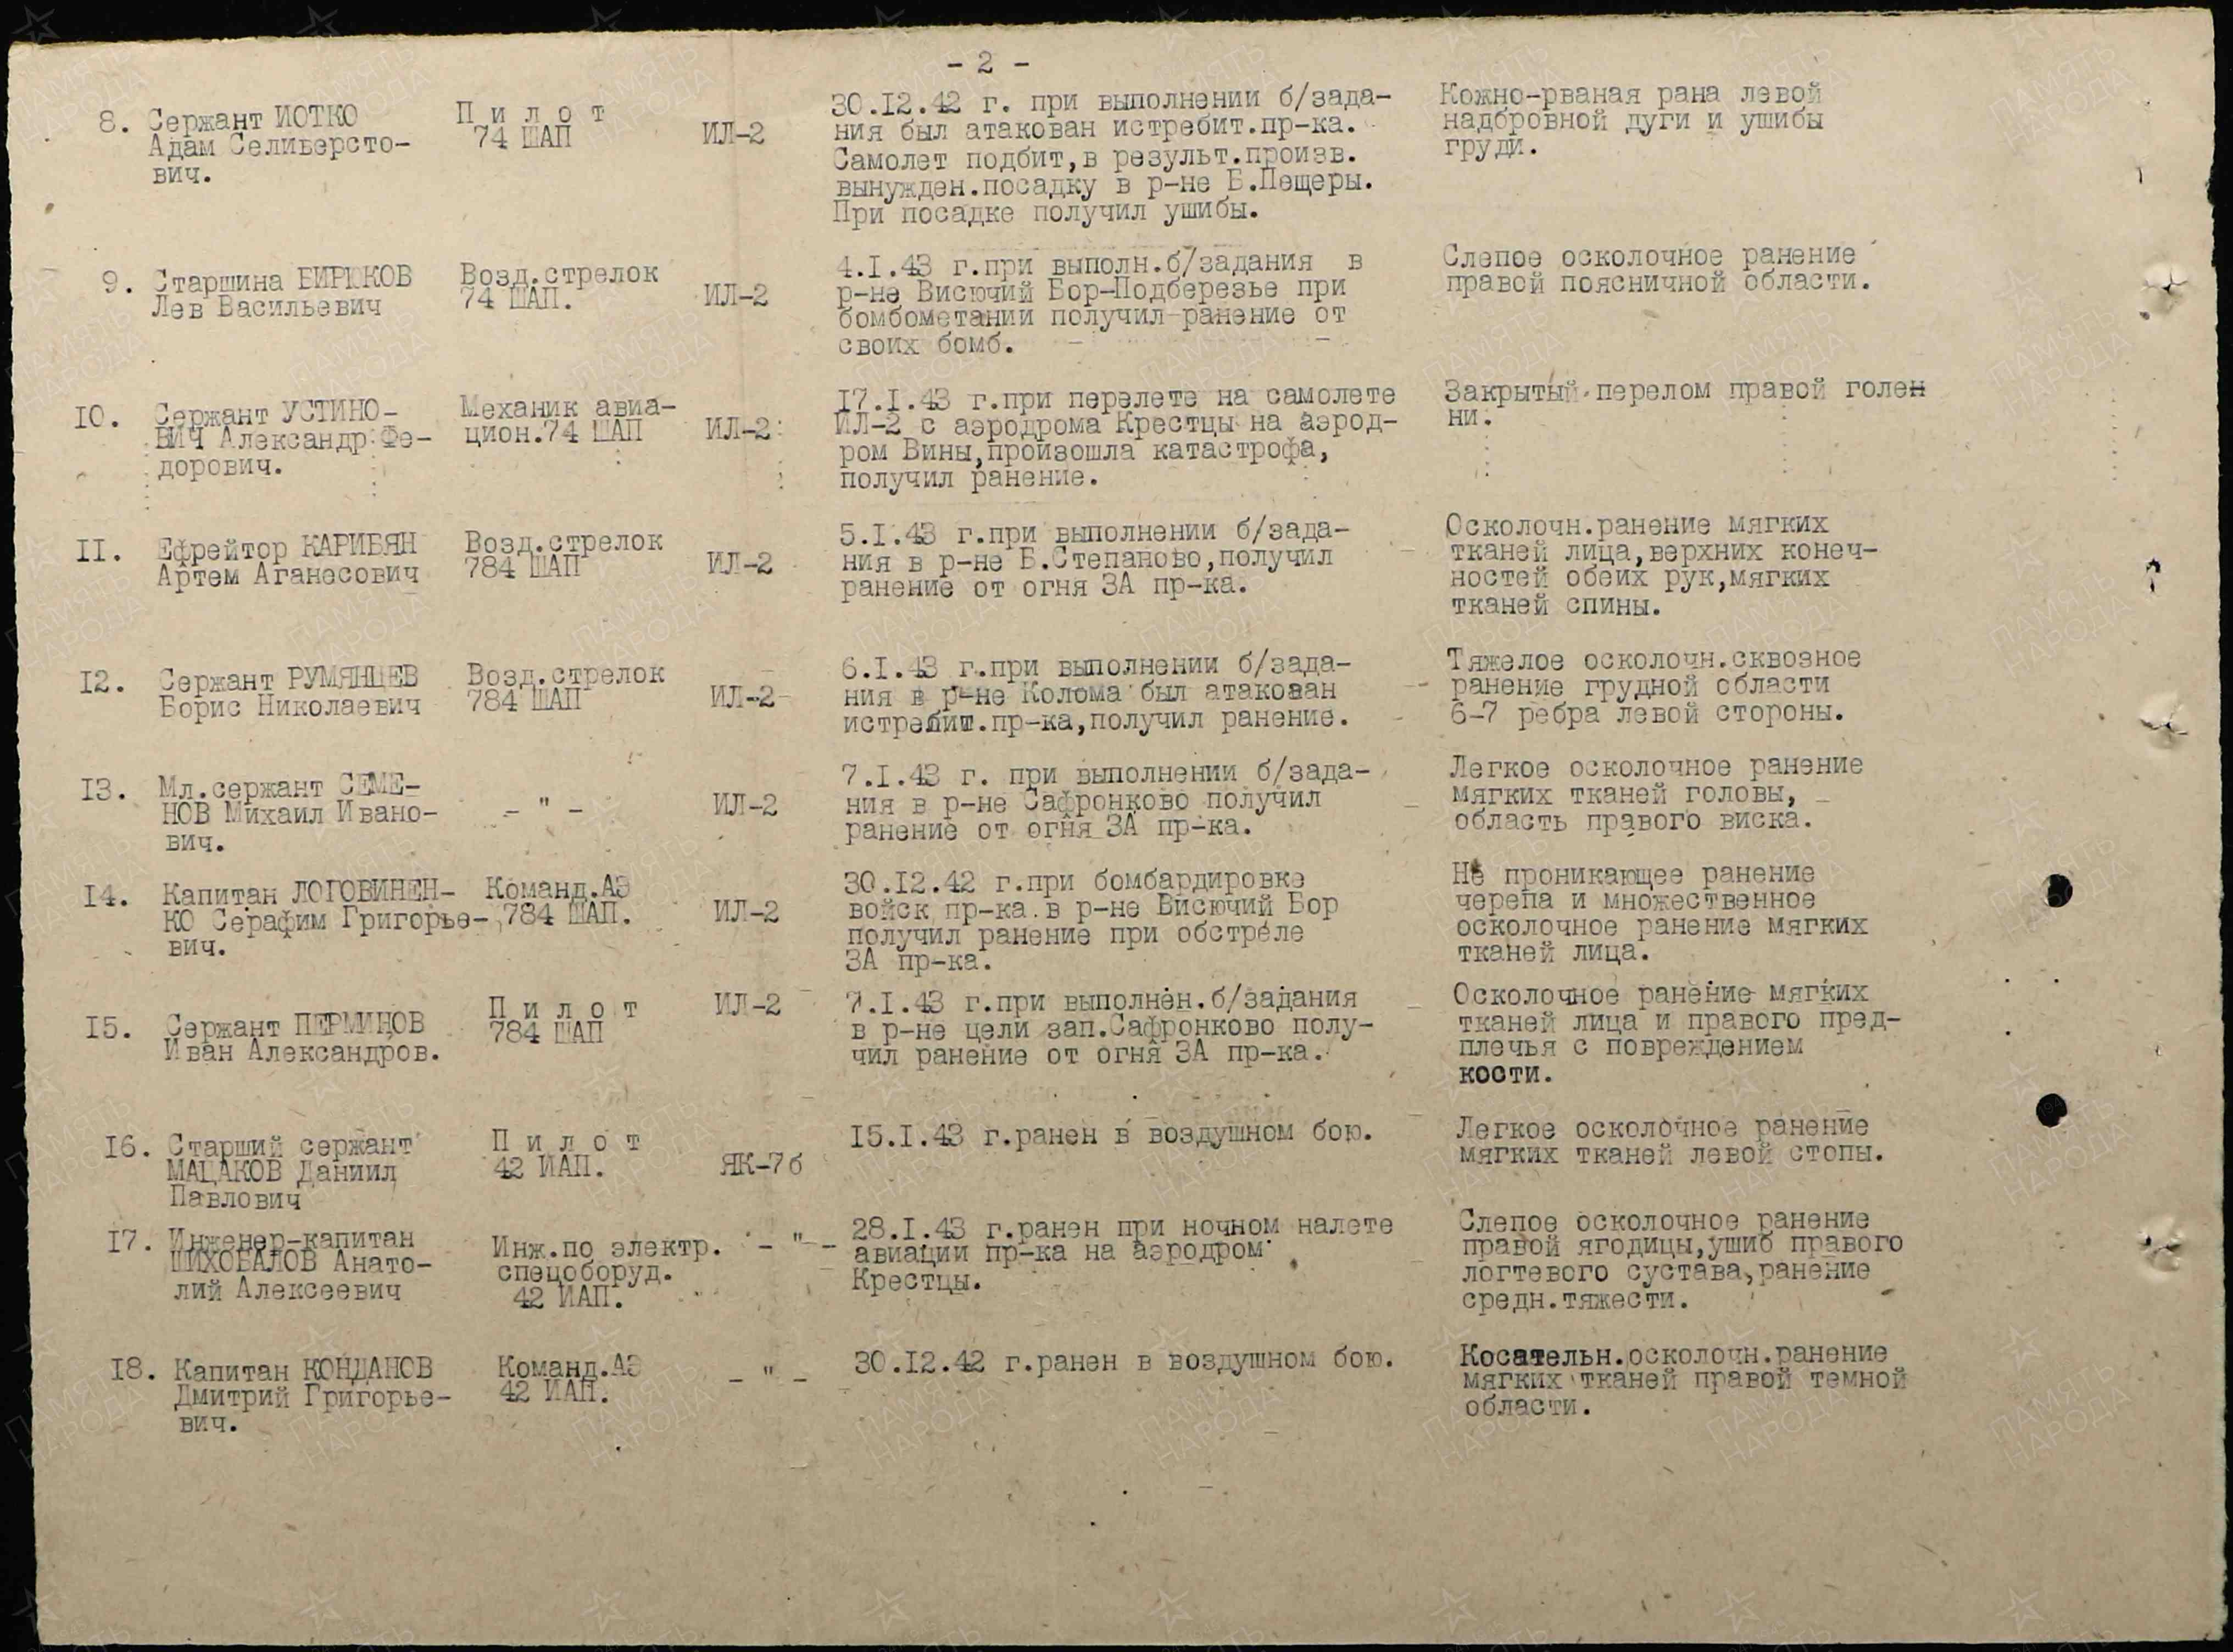 - 2 -
8. Сержант ИОТКО
Адам Селиверсто-
вич.
П и л о т
74 ШАП
ИЛ-2
30.I2.42 г. при выполнении б/зада-
ния был атакован истребит.пр-ка.
Самолет подбит,в результ.произв.
вынужден.посадку в р-не Б.Пещеры.
При посадке получил ушибы.
Кожно-рваная рана левой
надбровной дуги и ушибы
груди.
9. Старшина БИРЮКОВ
Лев Васильевич
Возд.стрелок
74 ШАП.
ИЛ-2
4.I.43 г.при выполн.б/задания в
р-не Висючий Бор-Подберезье при
бомбометании получил ранение от
своих бомб.
Слепое осколочное ранение
правой поясничной области.
I0. Сержант УСТИНО-
ВИЧ Александр Фе-
дорович.
Механик авиа-
цион.74 ШАП
ИЛ-2
I7.I.43 г.при перелете на самолете
ИЛ-2 с аэродрома Крестцы на аэрод-
ром Вины,произошла катастрофа,
получил ранение.
Закрытый перелом правой голен
ни.
II. Ефрейтор КАРИБЯН
Артем Аганесович
Возд.стрелок
784 ШАП
ИЛ-2
5.I.43 г.при выполнении б/зада-
ния в р-не Б.Степаново,получил
ранение от огня ЗА пр-ка.
Осколочн.ранение мягких
тканей лица,верхних конеч-
ностей обеих рук,мягких
тканей спины.
I2. Сержант РУМЯНЦЕВ
Борис Николаевич
Возд.стрелок
784 ШАП
ИЛ-2
6.I.43 г.при выполнении б/зада-
ния в р-не Колома был атакован
истребит.пр-ка,получил ранение.
Тяжелое осколочн.сквозное
ранение грудной области
6-7 ребра левой стороны.
I3. Мл.сержант СЕМЕ-
НОВ Михаил Ивано-
вич.
- " -
ИЛ-2
7.I.43 г. при выполнении б/зада-
ния в р-не Сафронково получил
ранение от огня ЗА пр-ка.
Легкое осколочное ранение
мягких тканей головы,
область правого виска.
I4. Капитан ЛОГОВИНЕН-
КО Серафим Григорье-
вич.
Команд.АЭ
784 ШАП.
ИЛ-2
30.I2.42 г.при бомбардировке
войск пр-ка в р-не Висючий Бор
получил ранение при обстреле
ЗА пр-ка.
Не проникающее ранение
черепа и множественное
осколочное ранение мягких
тканей лица.
I5. Сержант ПЕРМИНОВ
Иван Александров.
П и л о т
784 ШАП
ИЛ-2
7.I.43 г.при выполнен.б/задания
в р-не цели зап.Сафронково полу-
чил ранение от огня ЗА пр-ка.
Осколочное ранение мягких
тканей лица и правого пред-
плечья с повреждением
кости.
I6. Старший сержант
МАЦАКОВ Даниил
Павлович
П и л о т
42 ИАП.
ЯК-7б
I5.I.43 г.ранен в воздушном бою.
Легкое осколочное ранение
мягких тканей левой стопы.
I7. Инженер-капитан
ШИХОБАЛОВ Анато-
лий Алексеевич
Инж.по электр.
спецоборуд.
42 ИАП.
- " -
28.I.43 г.ранен при ночном налете
авиации пр-ка на аэродром
Крестцы.
Слепое осколочное ранение
правой ягодицы,ушиб правого
логтевого сустава,ранение
средн.тяжести.
I8. Капитан КОНДАНОВ
Дмитрий Григорье-
вич.
Команд.АЭ
42 ИАП.
- " -
30.I2.42 г.ранен в воздушном бою.
Косательн.осколочн.ранение
мягких тканей правой темной
области.